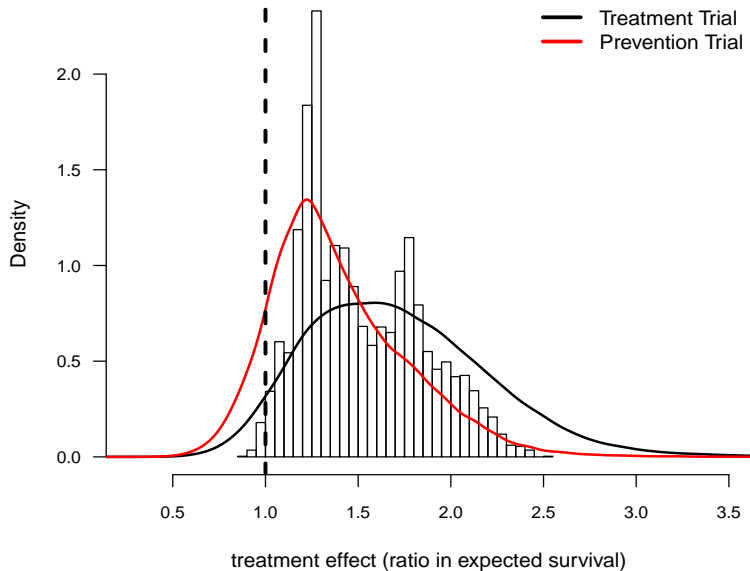 Treatment Trial
Prevention Trial
2.0
1.5
1.0
0.5
0.0
Density
0.5 1.0 1.5 2.0 2.5 3.0 3.5
treatment effect (ratio in expected survival)